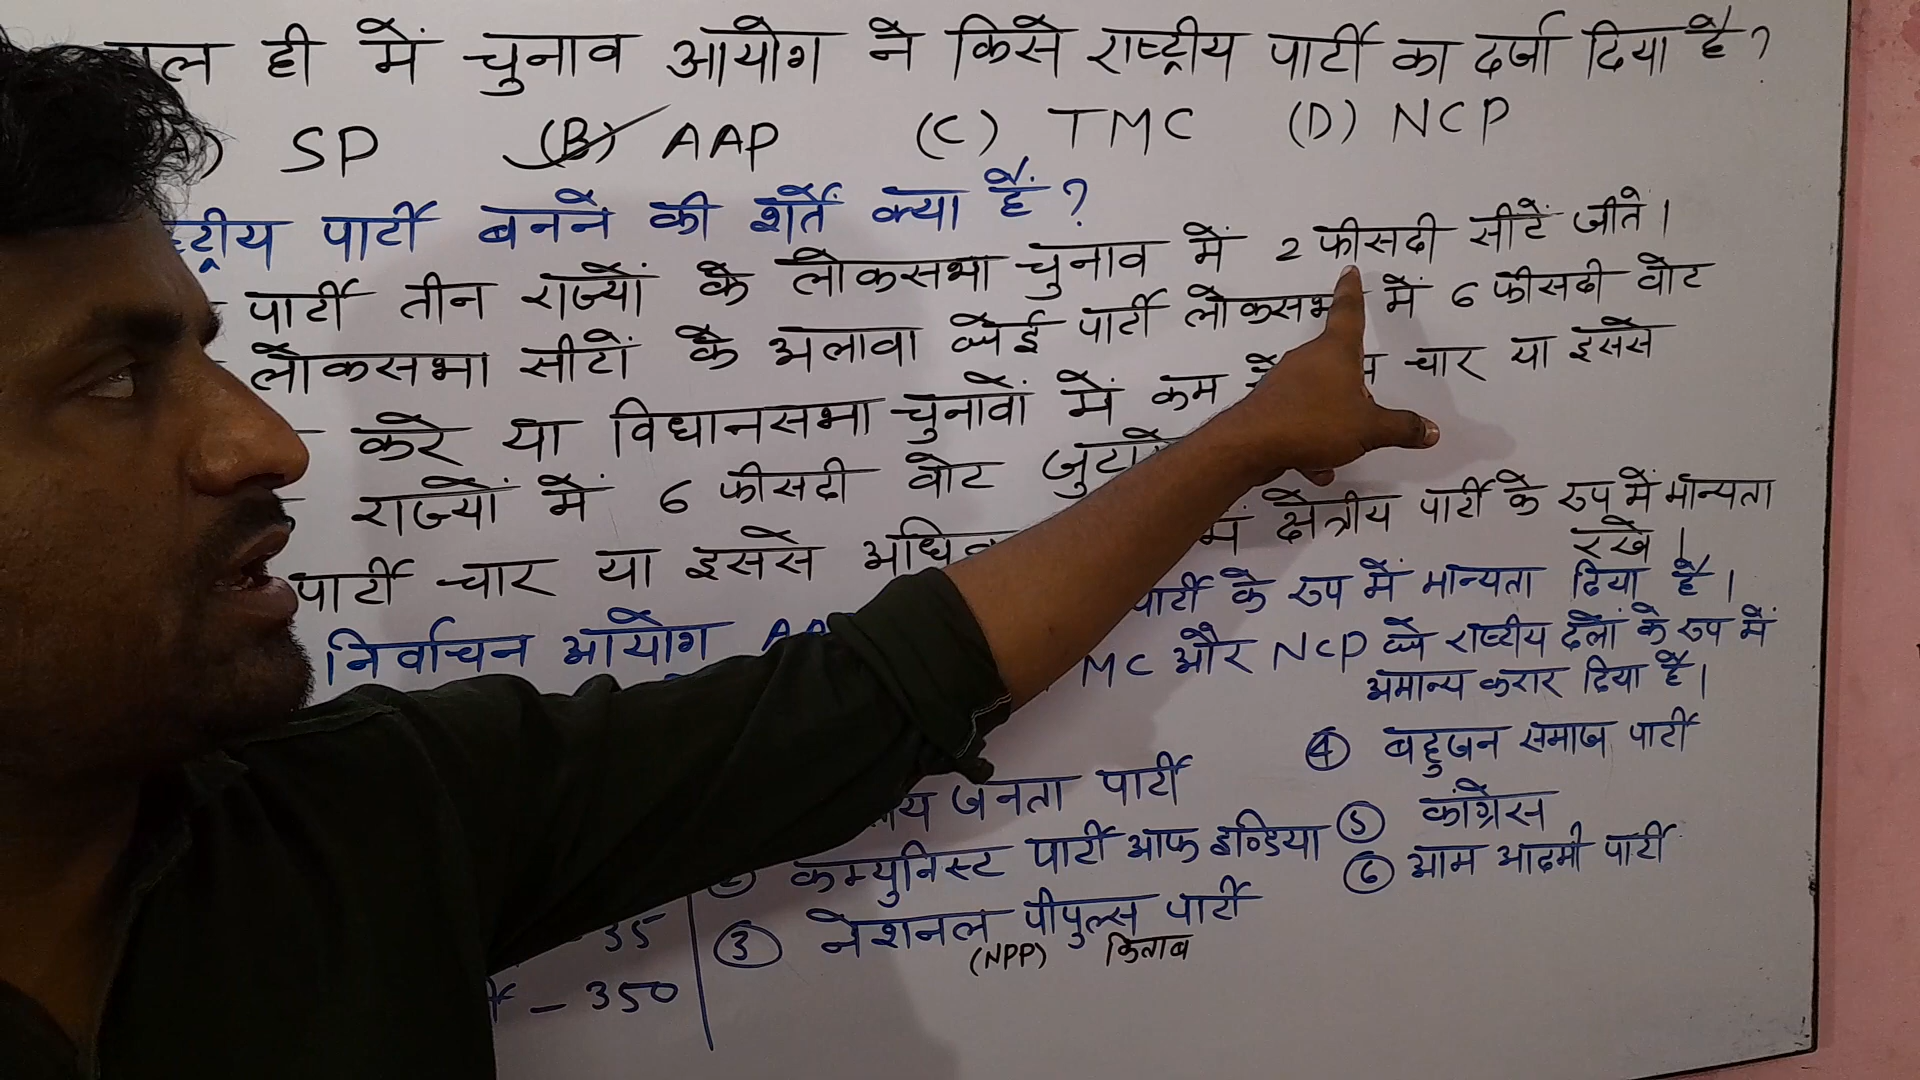 ही में चुनाव आयोग ने किसे राष्ट्रीय पार्टी का दर्जा दिया है ?
A) SP (B) AAP (C) TMC (D) NCP
पार्टी बनने की शर्तें क्या हैं ?
पार्टी तीन राज्यों के लोकसभा चुनाव में 2 फीसदी सीटें जीते ।
लोकसभा सीटों के अलावा कोई पार्टी लोकसभा में 6 फीसदी वोट
करे या विधानसभा चुनावों में कम चार या इससे
राज्यों में 6 फीसदी वोट
पार्टी चार या इससे में क्षेत्रीय पार्टी के रूप में मान्यता
रखे ।
निर्वाचन आयोग पार्टी के रूप में मान्यता दिया है ।
और NCP को राष्ट्रीय दलों के रूप में
अमान्य करार दिया है ।
जनता पार्टी
कम्युनिस्ट पार्टी आफ इण्डिया
- 35 ③ नेशनल पीपुल्स पार्टी
(NPP) किताब
- 350
④ बहुजन समाज पार्टी
⑤ कांग्रेस
⑥ आम आदमी पार्टी